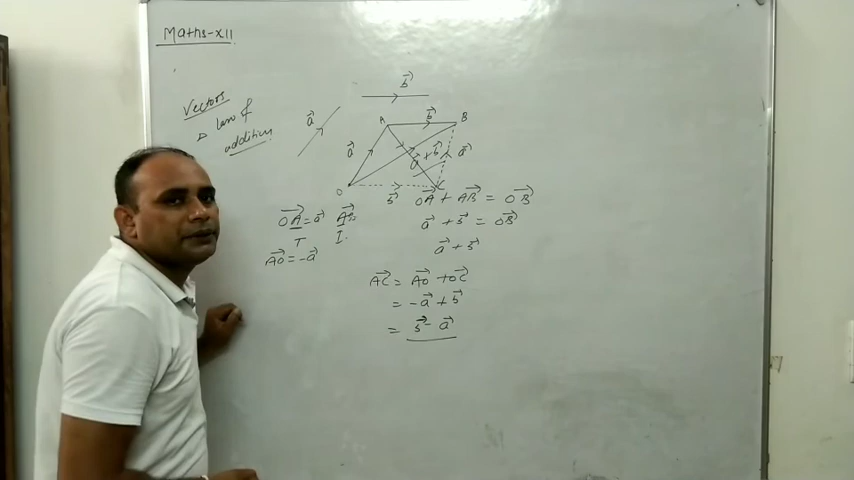 Maths-XII
Vectors
▷ law of
addition
a⃗
b⃗
A
b⃗
B
a⃗
a⃗ + b⃗
a⃗
O
b⃗
C
OA⃗ = a⃗
T I
AO⃗ = -a⃗
OA⃗ + AB⃗ = OB⃗
a⃗ + b⃗ = OB⃗
a⃗ + b⃗
AC⃗ = AO⃗ + OC⃗
= -a⃗ + b⃗
= b⃗ - a⃗